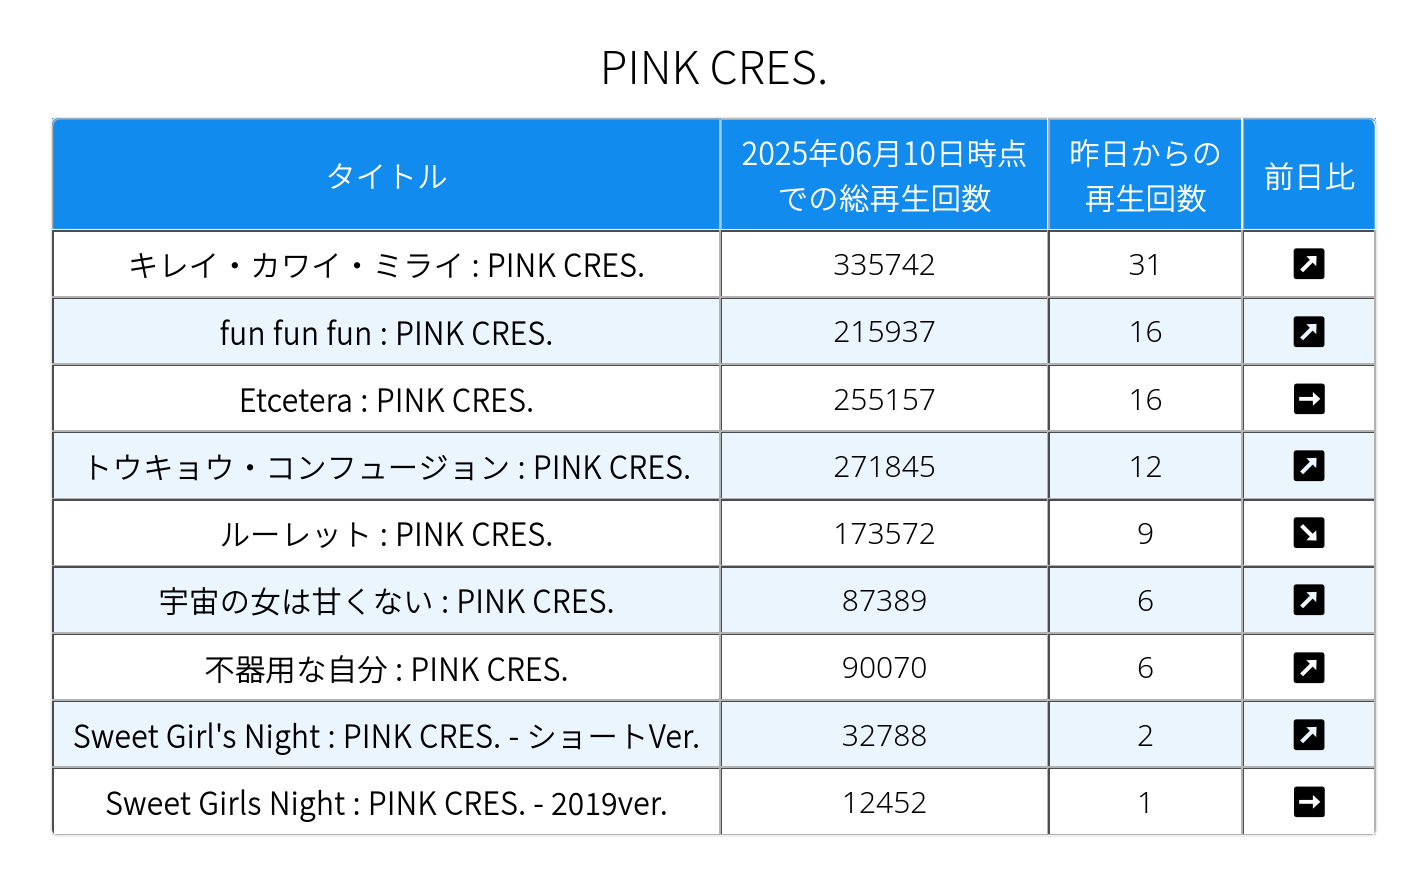 PINK CRES.
タイトル
2025年06月10日時点
での総再生回数
昨日からの
再生回数
前日比
キレイ・カワイ・ミライ : PINK CRES.
335742
31
fun fun fun : PINK CRES.
215937
16
Etcetera : PINK CRES.
255157
16
トウキョウ・コンフュージョン : PINK CRES.
271845
12
ルーレット : PINK CRES.
173572
9
宇宙の女は甘くない : PINK CRES.
87389
6
不器用な自分 : PINK CRES.
90070
6
Sweet Girl's Night : PINK CRES. - ショートVer.
32788
2
Sweet Girls Night : PINK CRES. - 2019ver.
12452
1